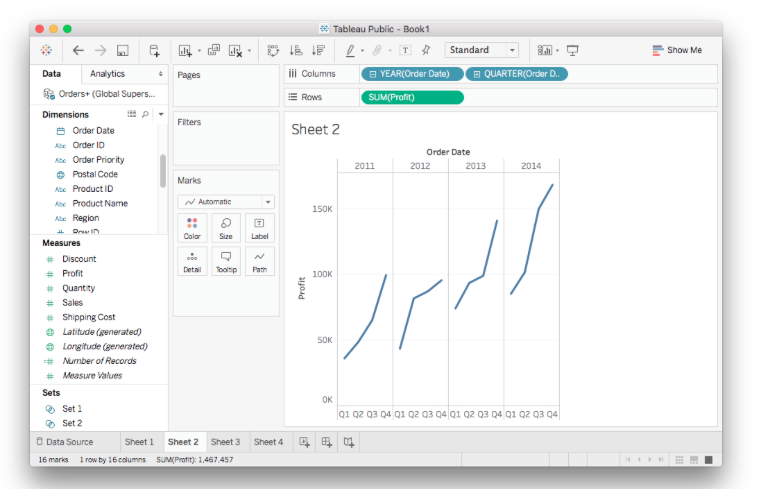 Tableau Public - Book1
Standard
Show Me
Data Analytics
Pages
iii Columns
YEAR(Order Date) QUARTER(Order D..
Orders+ (Global Supers...
Rows
SUM(Profit)
Dimensions
Filters
Order Date
Abc Order ID
Abc Order Priority
Postal Code
Abc Product ID
Abc Product Name
Abc Region
# Row ID
Marks
Automatic
Color Size Label
Detail Tooltip Path
Measures
# Discount
# Profit
# Quantity
# Sales
# Shipping Cost
Latitude (generated)
Longitude (generated)
=# Number of Records
# Measure Values
Sets
Set 1
Set 2
Sheet 2
Order Date
2011 2012 2013 2014
Profit
150K
100K
50K
0K
Q1 Q2 Q3 Q4 Q1 Q2 Q3 Q4 Q1 Q2 Q3 Q4 Q1 Q2 Q3 Q4
Data Source Sheet 1 Sheet 2 Sheet 3 Sheet 4
16 marks 1 row by 16 columns SUM(Profit): 1,467,457